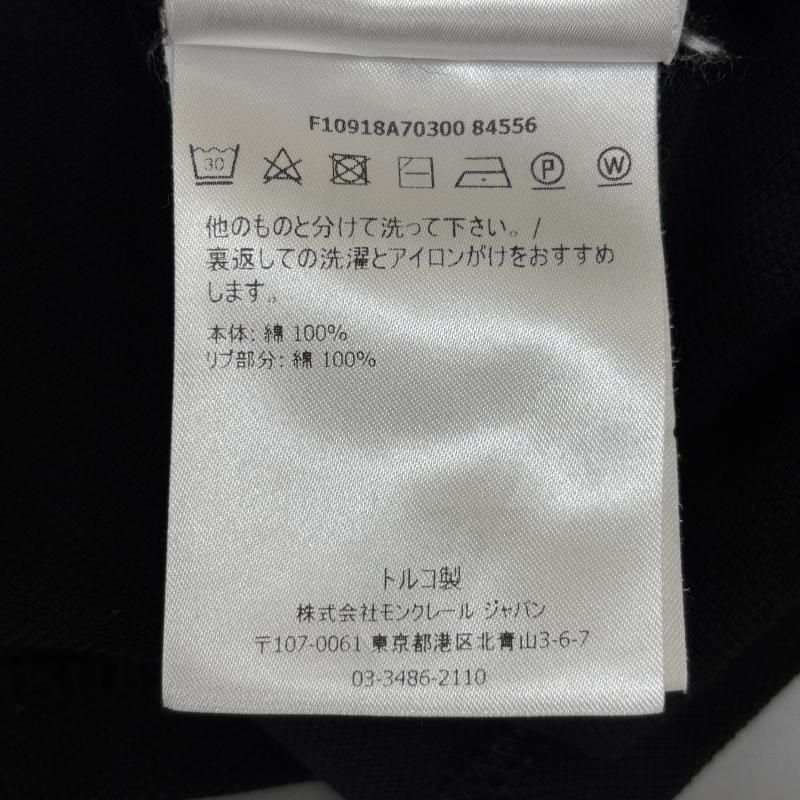 F10918A70300 84556
30 P W
他のものと分けて洗って下さい。/
裏返しての洗濯とアイロンがけをおすすめ
します。
本体: 綿 100%
リブ部分: 綿 100%
トルコ製
株式会社モンクレール ジャパン
〒107-0061 東京都港区北青山3-6-7
03-3486-2110